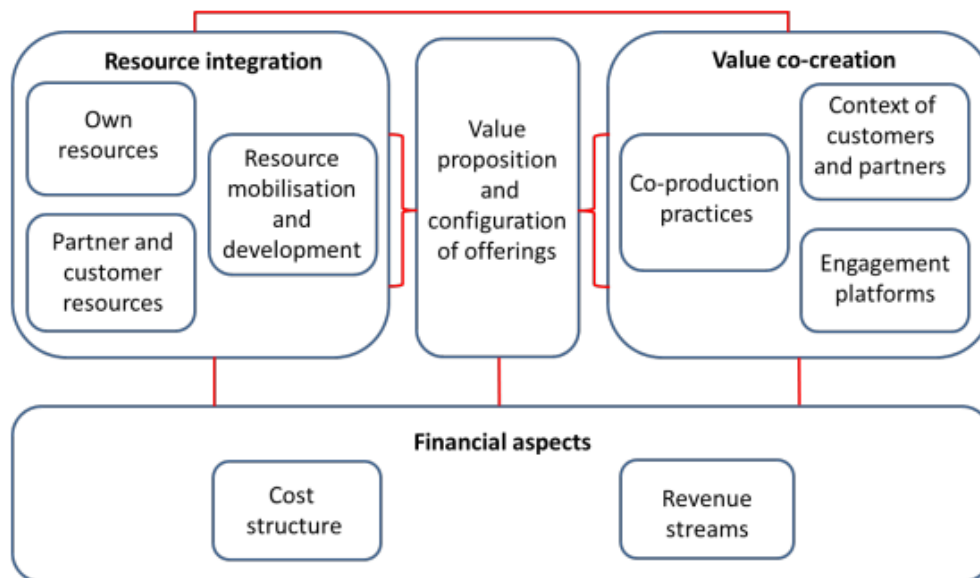 Resource integration
Own
resources
Resource
mobilisation
and
development
Partner and
customer
resources
Value
proposition
and
configuration
of offerings
Value co-creation
Context of
customers
and partners
Co-production
practices
Engagement
platforms
Financial aspects
Cost
structure
Revenue
streams